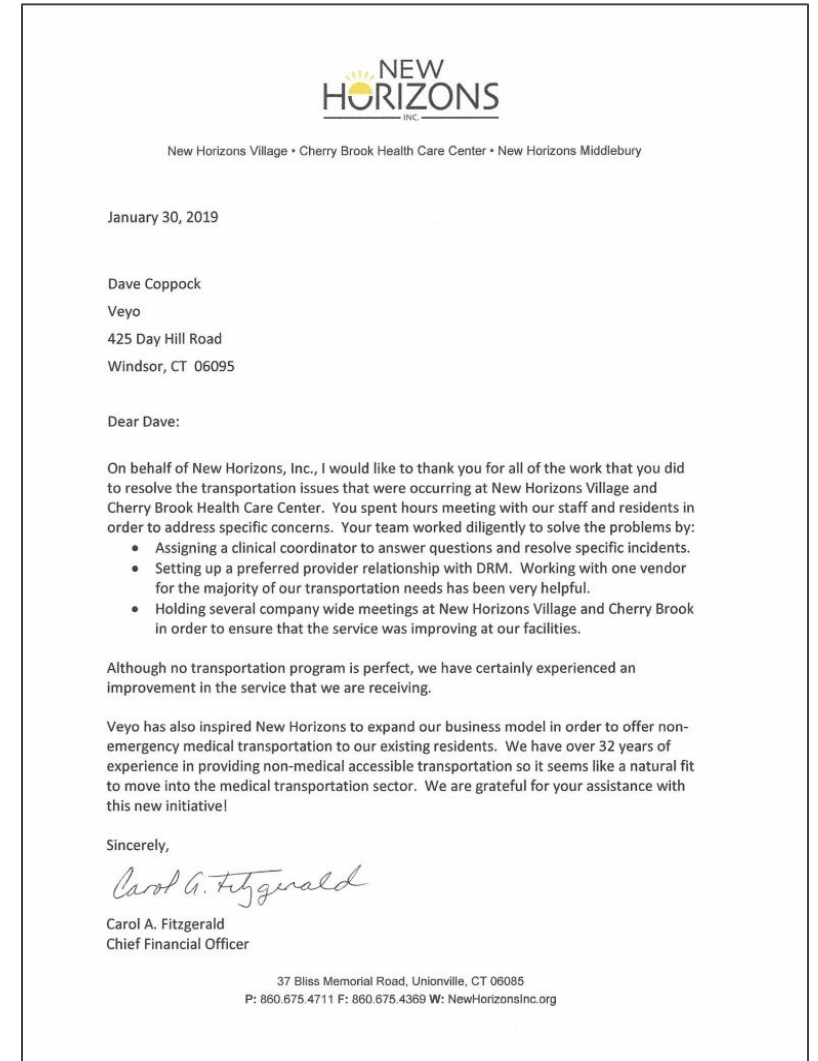 NEW
HORIZONS
INC.
New Horizons Village • Cherry Brook Health Care Center • New Horizons Middlebury
January 30, 2019
Dave Coppock
Veyo
425 Day Hill Road
Windsor, CT  06095
Dear Dave:
On behalf of New Horizons, Inc., I would like to thank you for all of the work that you did
to resolve the transportation issues that were occurring at New Horizons Village and
Cherry Brook Health Care Center.  You spent hours meeting with our staff and residents in
order to address specific concerns.  Your team worked diligently to solve the problems by:
• Assigning a clinical coordinator to answer questions and resolve specific incidents.
• Setting up a preferred provider relationship with DRM.  Working with one vendor
for the majority of our transportation needs has been very helpful.
• Holding several company wide meetings at New Horizons Village and Cherry Brook
in order to ensure that the service was improving at our facilities.
Although no transportation program is perfect, we have certainly experienced an
improvement in the service that we are receiving.
Veyo has also inspired New Horizons to expand our business model in order to offer non-
emergency medical transportation to our existing residents.  We have over 32 years of
experience in providing non-medical accessible transportation so it seems like a natural fit
to move into the medical transportation sector.  We are grateful for your assistance with
this new initiative!
Sincerely,
Carol A. Fitzgerald
Carol A. Fitzgerald
Chief Financial Officer
37 Bliss Memorial Road, Unionville, CT 06085
P: 860.675.4711 F: 860.675.4369 W: NewHorizonsInc.org